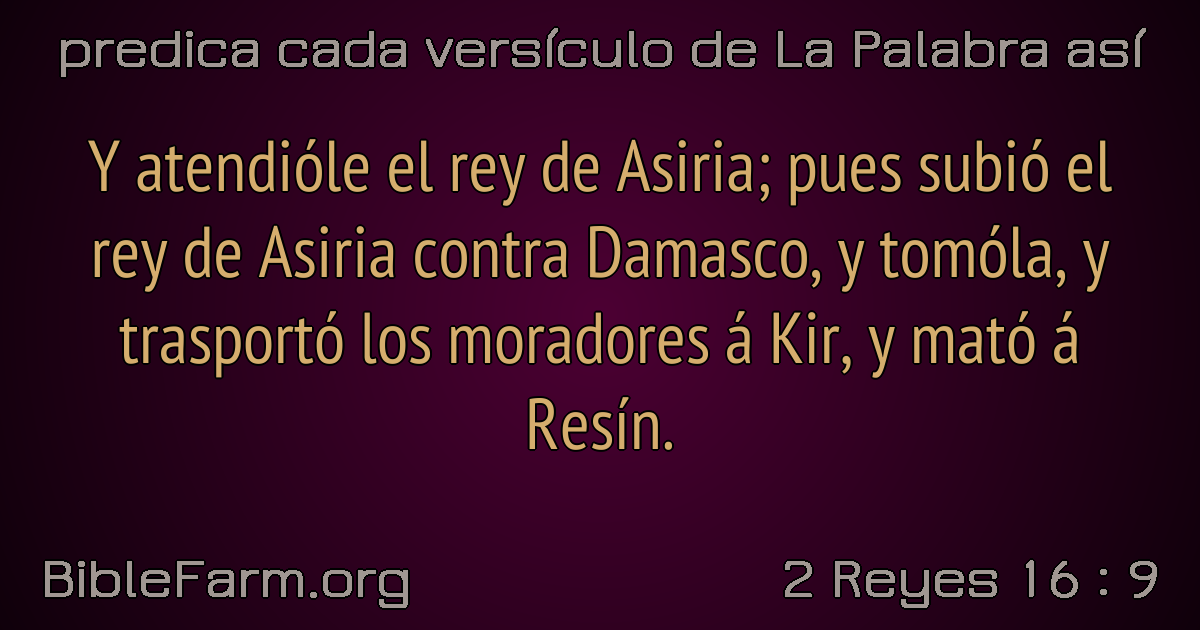 predica cada versículo de La Palabra así
Y atendióle el rey de Asiria; pues subió el
rey de Asiria contra Damasco, y tomóla, y
trasportó los moradores á Kir, y mató á
Resín.
BibleFarm.org
2 Reyes 16 : 9